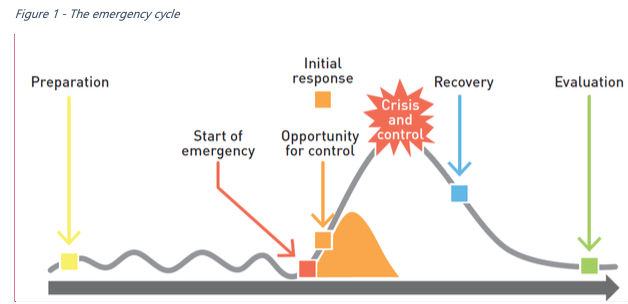 Figure 1 - The emergency cycle
Initial
response
Preparation
Crisis
and
control
Recovery
Evaluation
Start of
emergency
Opportunity
for control